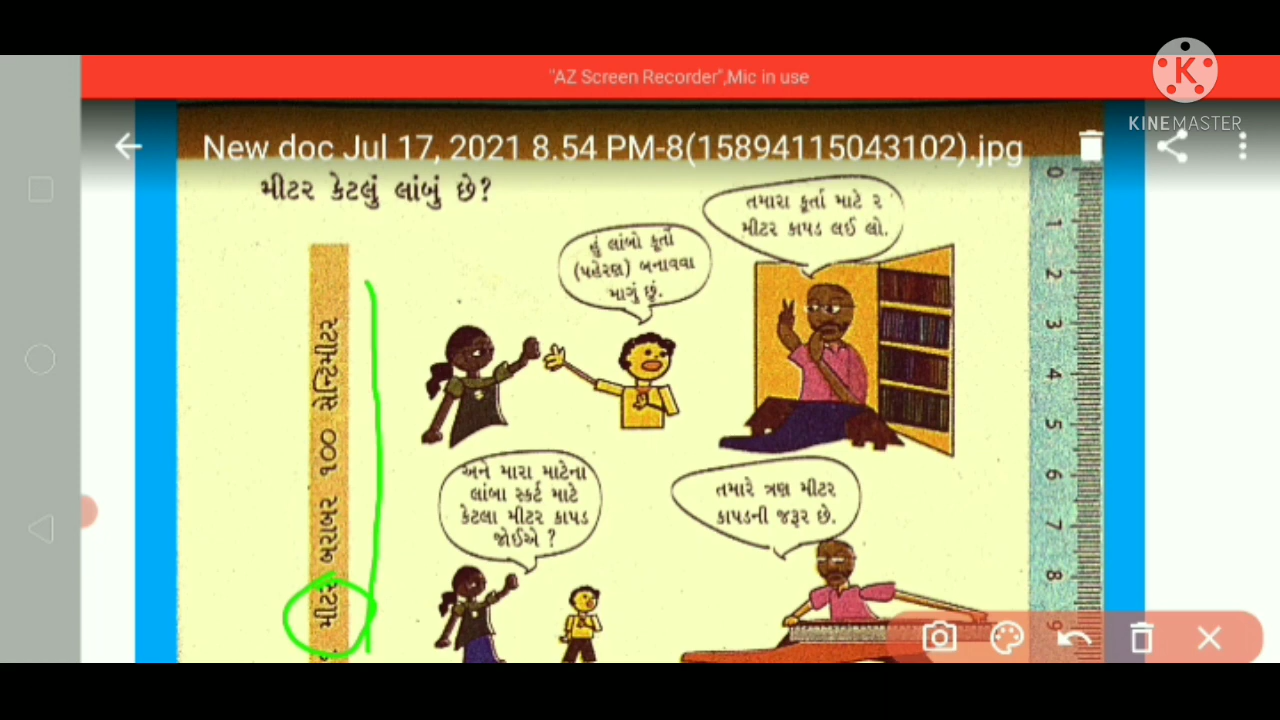 "AZ Screen Recorder",Mic in use
KINEMASTER
New doc Jul 17, 2021 8.54 PM-8(15894115043102).jpg
મીટર કેટલું લાંબું છે?
તમારા કૂર્તા માટે ૨
મીટર કાપડ લઈ લો.
હું લાંબો કૂર્તો
(પહેરણ) બનાવવા
માગું છું.
મીટર બરાબર ૧૦૦ સેન્ટિમીટર
અને મારા માટેના
લાંબા સ્કર્ટ માટે
કેટલા મીટર કાપડ
જોઈએ ?
તમારે ત્રણ મીટર
કાપડની જરૂર છે.
0
1
2
3
4
5
6
7
8
9